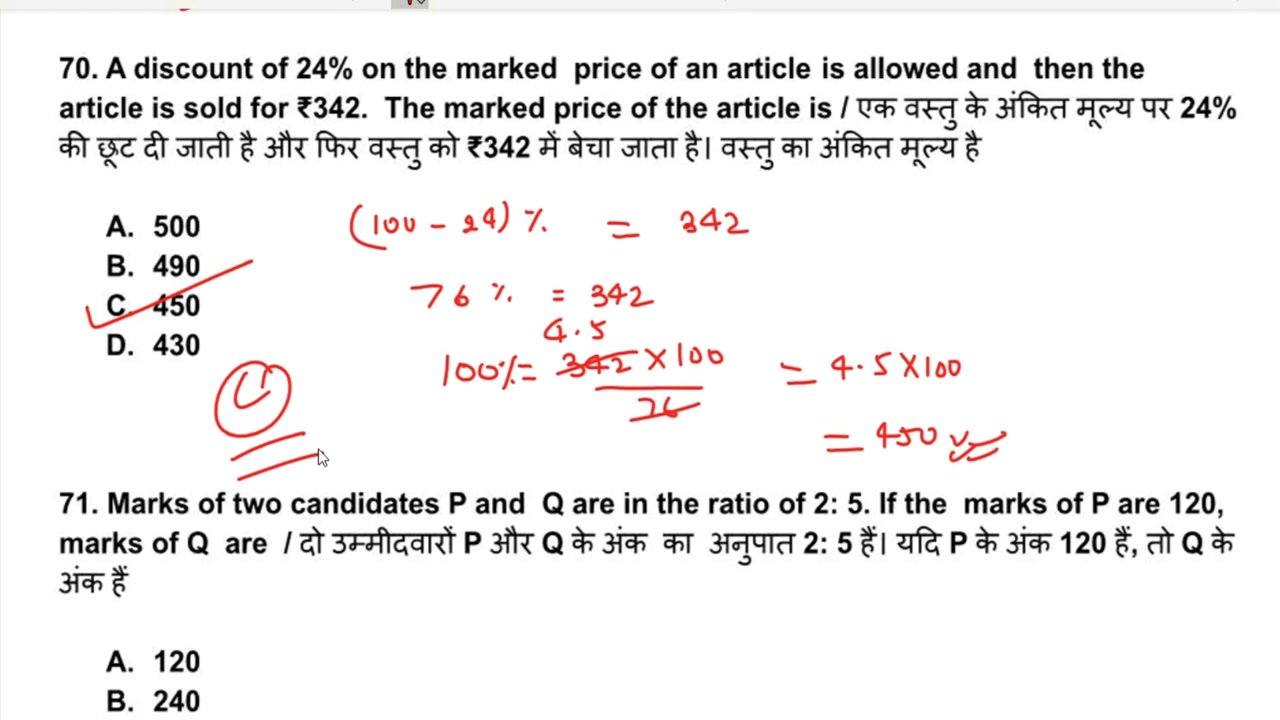 70. A discount of 24% on the marked price of an article is allowed and then the
article is sold for ₹342. The marked price of the article is / एक वस्तु के अंकित मूल्य पर 24%
की छूट दी जाती है और फिर वस्तु को ₹342 में बेचा जाता है। वस्तु का अंकित मूल्य है
A. 500
(100 - 24) % = 342
B. 490
76 % = 342
C. 450
4.5
D. 430
100% = 342 X 100 = 4.5 X 100
76
= 450
71. Marks of two candidates P and Q are in the ratio of 2: 5. If the marks of P are 120,
marks of Q are / दो उम्मीदवारों P और Q के अंक का अनुपात 2: 5 हैं। यदि P के अंक 120 हैं, तो Q के
अंक हैं
A. 120
B. 240